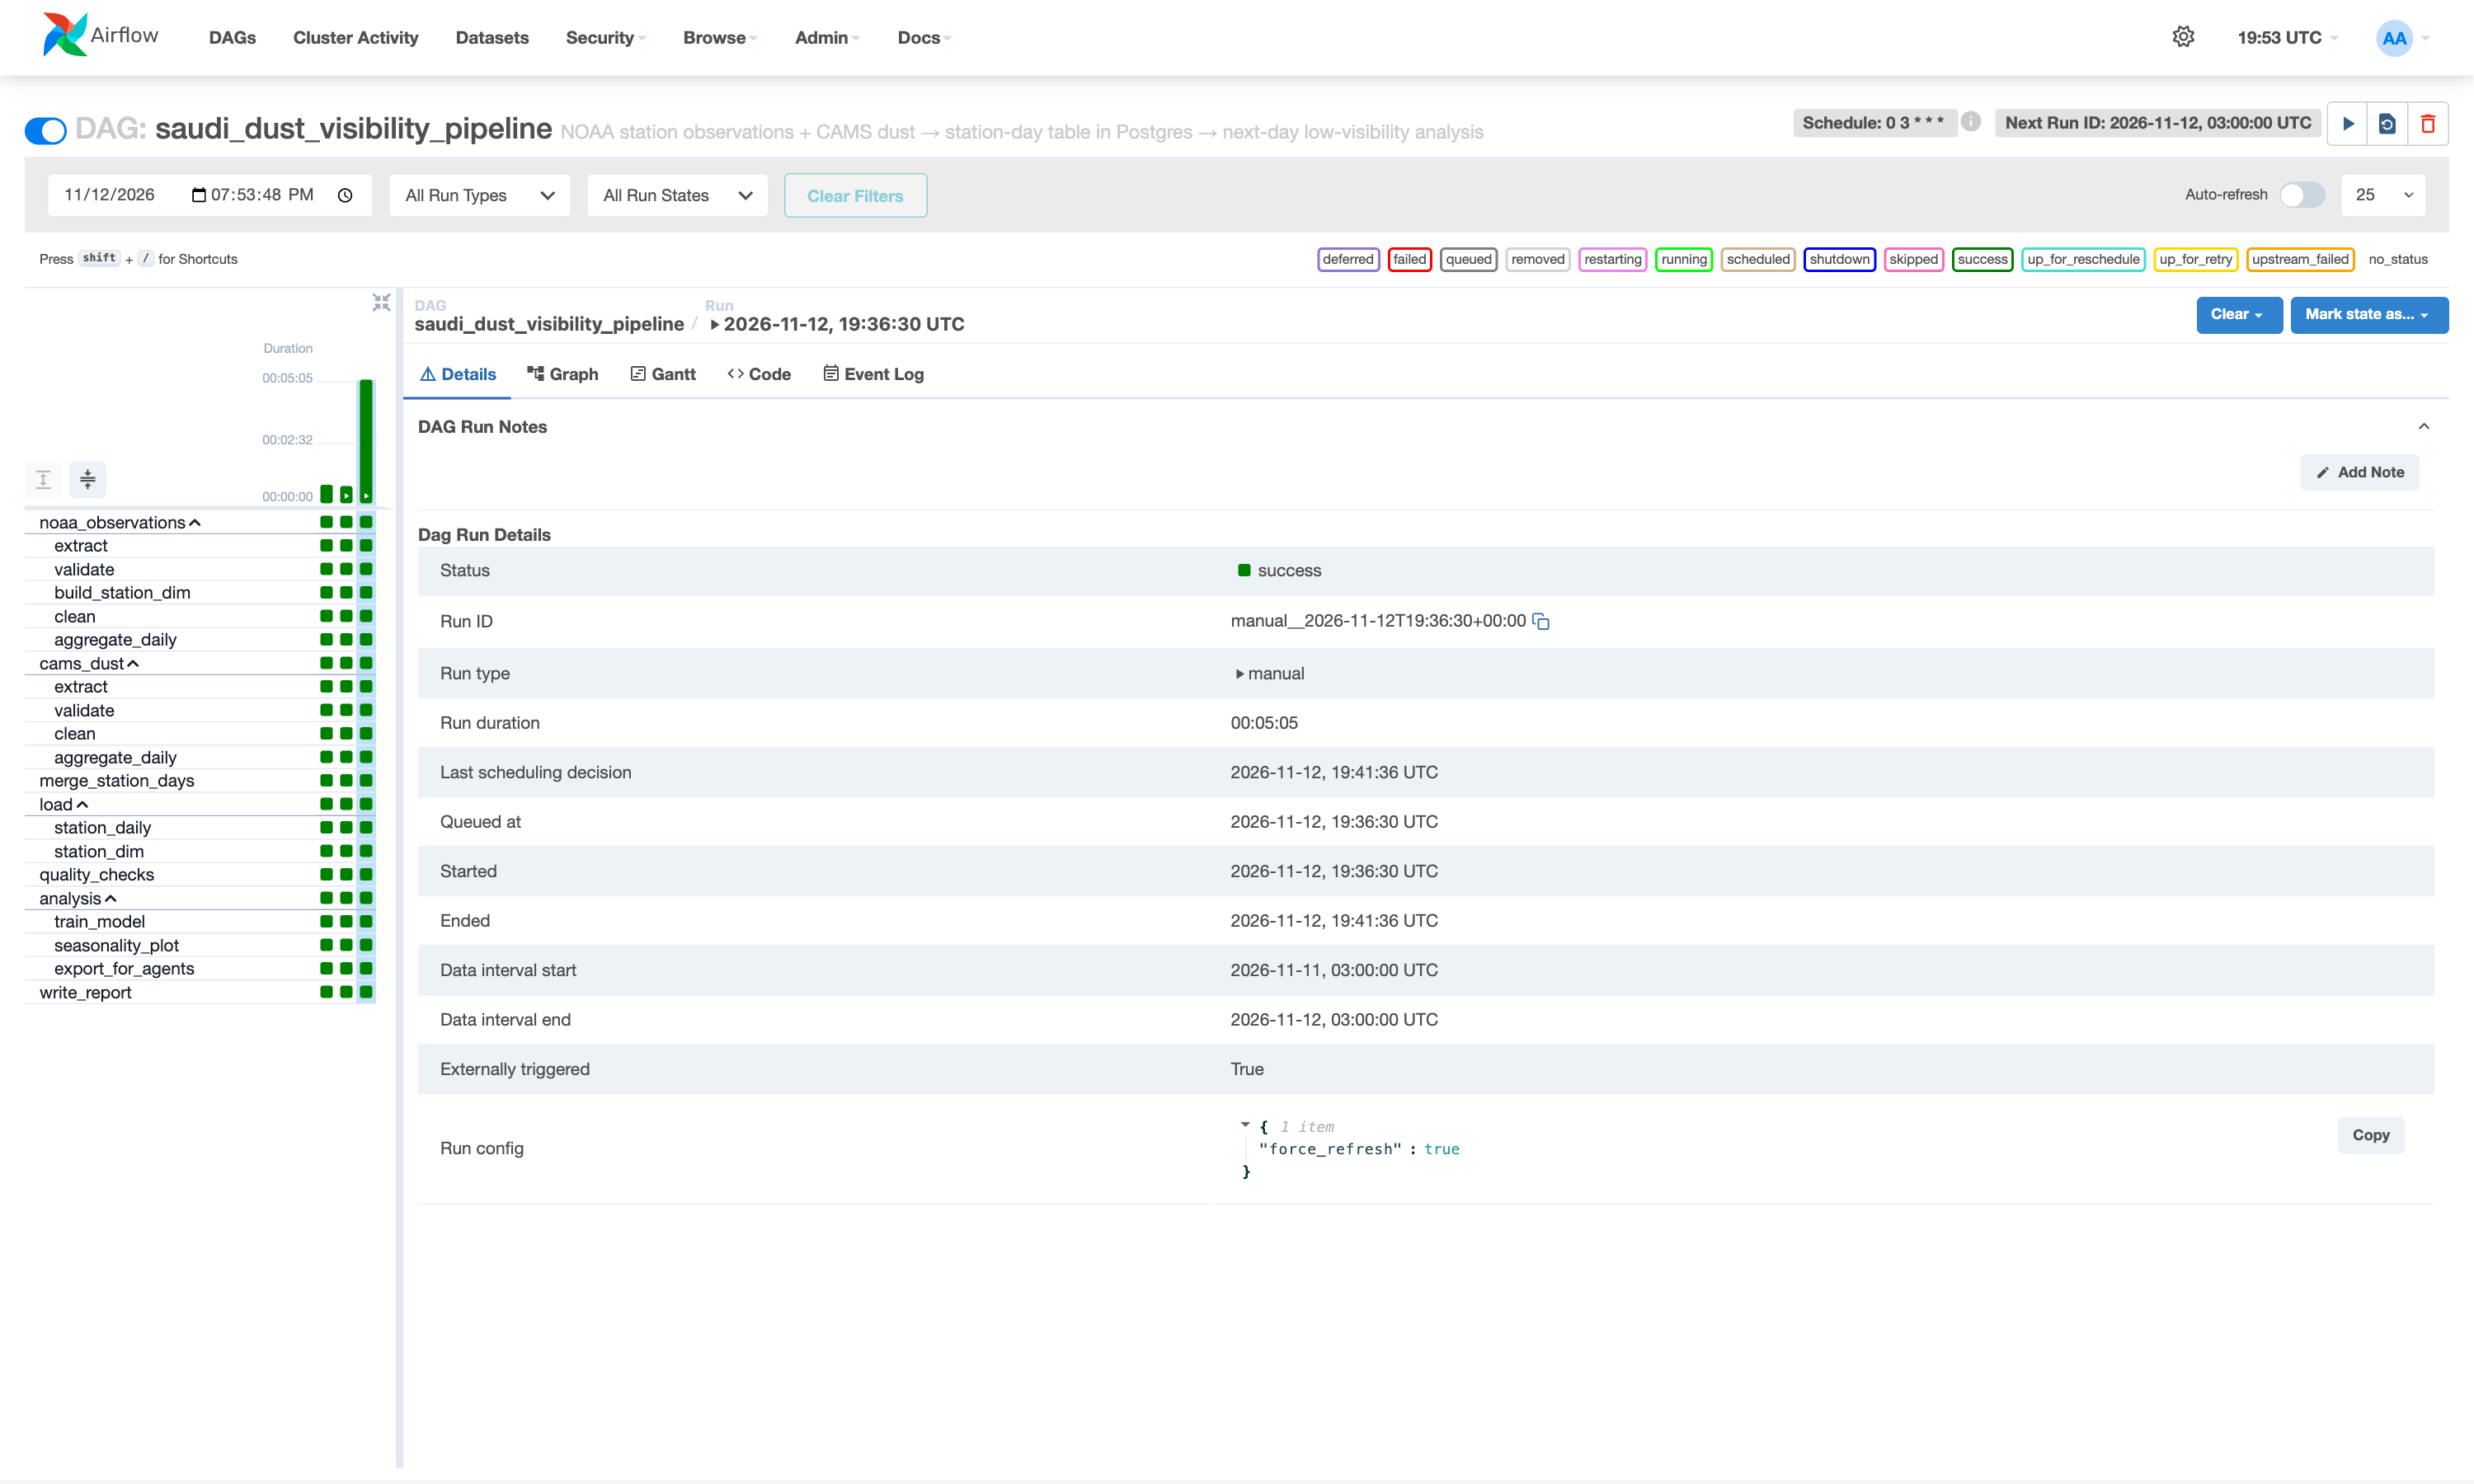 Airflow DAGs Cluster Activity Datasets Security Browse Admin Docs 19:53 UTC AA
DAG: saudi_dust_visibility_pipeline NOAA station observations + CAMS dust → station-day table in Postgres → next-day low-visibility analysis Schedule: 0 3 * * * i Next Run ID: 2026-11-12, 03:00:00 UTC
11/12/2026 07:53:48 PM All Run Types All Run States Clear Filters Auto-refresh 25
Press shift + / for Shortcuts deferred failed queued removed restarting running scheduled shutdown skipped success up_for_reschedule up_for_retry upstream_failed no_status
DAG Run
saudi_dust_visibility_pipeline / 2026-11-12, 19:36:30 UTC Clear Mark state as...
Details Graph Gantt Code Event Log
Duration
00:05:05
00:02:32
00:00:00
noaa_observations
extract
validate
build_station_dim
clean
aggregate_daily
cams_dust
extract
validate
clean
aggregate_daily
merge_station_days
load
station_daily
station_dim
quality_checks
analysis
train_model
seasonality_plot
export_for_agents
write_report
DAG Run Notes
Add Note
Dag Run Details
Status success
Run ID manual__2026-11-12T19:36:30+00:00
Run type manual
Run duration 00:05:05
Last scheduling decision 2026-11-12, 19:41:36 UTC
Queued at 2026-11-12, 19:36:30 UTC
Started 2026-11-12, 19:36:30 UTC
Ended 2026-11-12, 19:41:36 UTC
Data interval start 2026-11-11, 03:00:00 UTC
Data interval end 2026-11-12, 03:00:00 UTC
Externally triggered True
{ 1 item
Run config "force_refresh" : true Copy
}